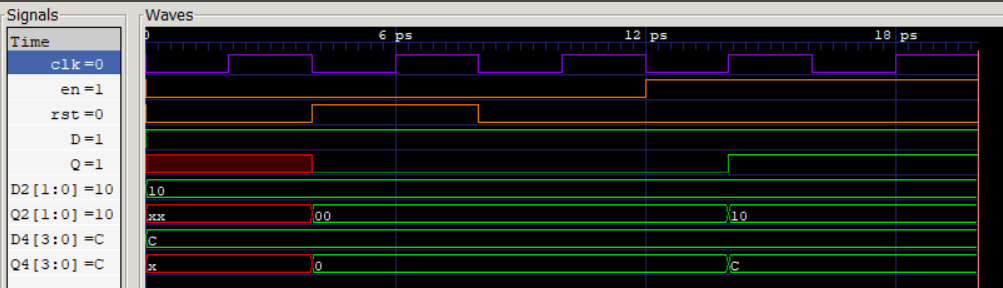 Signals
Waves
Time
0 6 ps 12 ps 18 ps
clk=0
en=1
rst=0
D=1
Q=1
D2[1:0] =10 10
Q2[1:0] =10 xx 00 10
D4[3:0] =C C
Q4[3:0] =C x 0 C